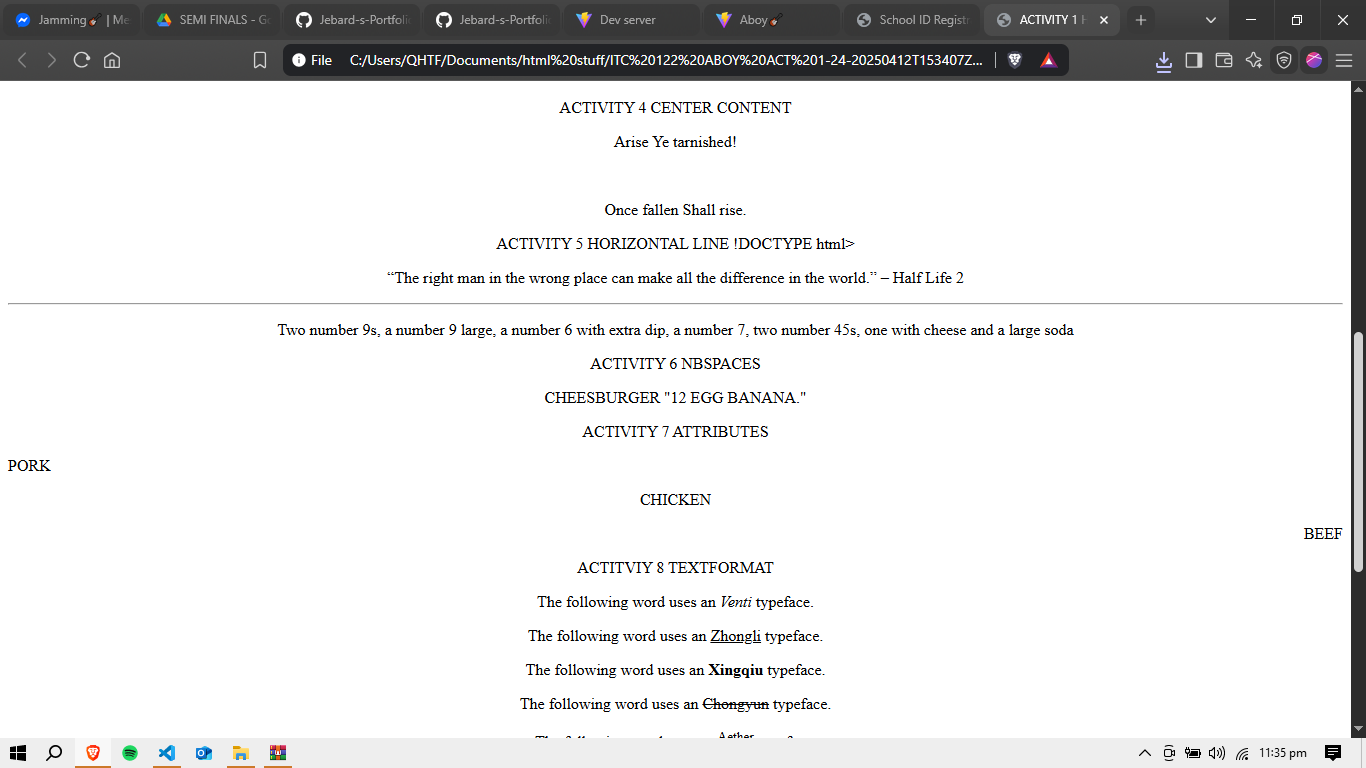 Jamming🎸 | Me
SEMI FINALS - Go
Jebard-s-Portfolio
Jebard-s-Portfolio
Dev server
Aboy🎸
School ID Registr
ACTIVITY 1 H
File C:/Users/QHTF/Documents/html%20stuff/ITC%20122%20ABOY%20ACT%201-24-20250412T153407Z...
ACTIVITY 4 CENTER CONTENT
Arise Ye tarnished!
Once fallen Shall rise.
ACTIVITY 5 HORIZONTAL LINE !DOCTYPE html>
“The right man in the wrong place can make all the difference in the world.” – Half Life 2
Two number 9s, a number 9 large, a number 6 with extra dip, a number 7, two number 45s, one with cheese and a large soda
ACTIVITY 6 NBSPACES
CHEESBURGER "12 EGG BANANA."
ACTIVITY 7 ATTRIBUTES
PORK
CHICKEN
BEEF
ACTITVIY 8 TEXTFORMAT
The following word uses an Venti typeface.
The following word uses an Zhongli typeface.
The following word uses an Xingqiu typeface.
The following word uses an Chongyun typeface.
Aether
11:35 pm